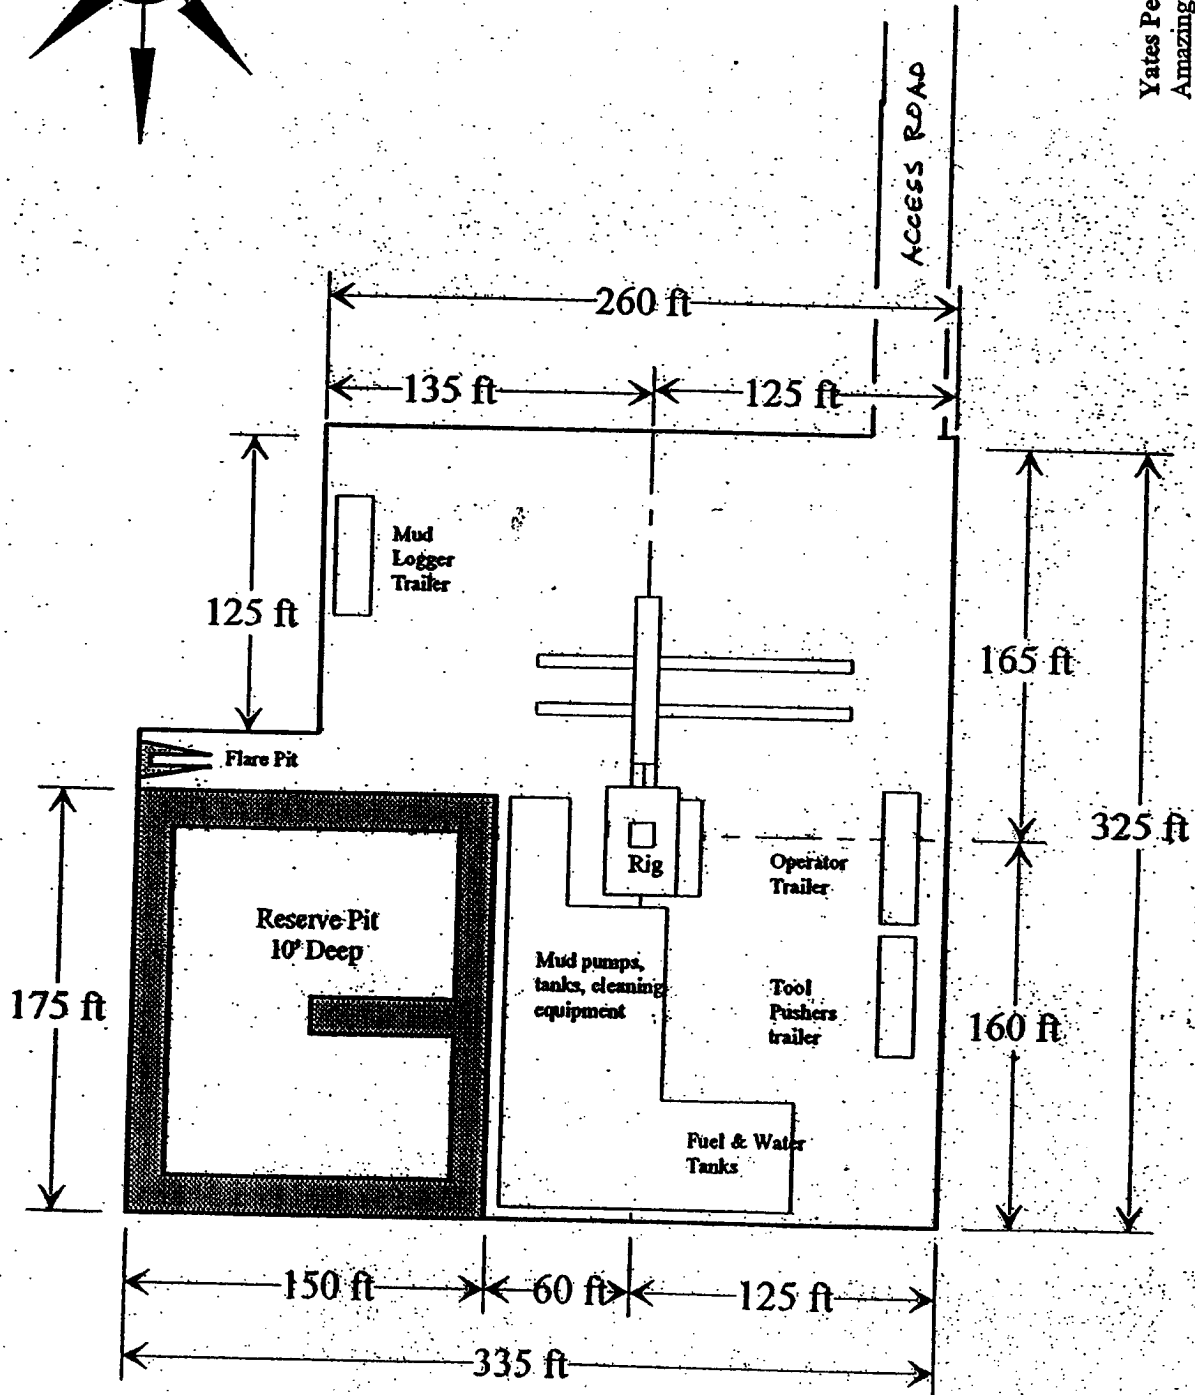 Yates Pe
Amazing
ACCESS ROAD
260 ft
135 ft
125 ft
Mud
Logger
Trailer
125 ft
165 ft
Flare Pit
325 ft
Rig
Operator
Trailer
Reserve Pit
10' Deep
Mud pumps,
tanks, cleaning
equipment
175 ft
Tool
Pushers
trailer
160 ft
Fuel & Water
Tanks
150 ft
60 ft
125 ft
335 ft